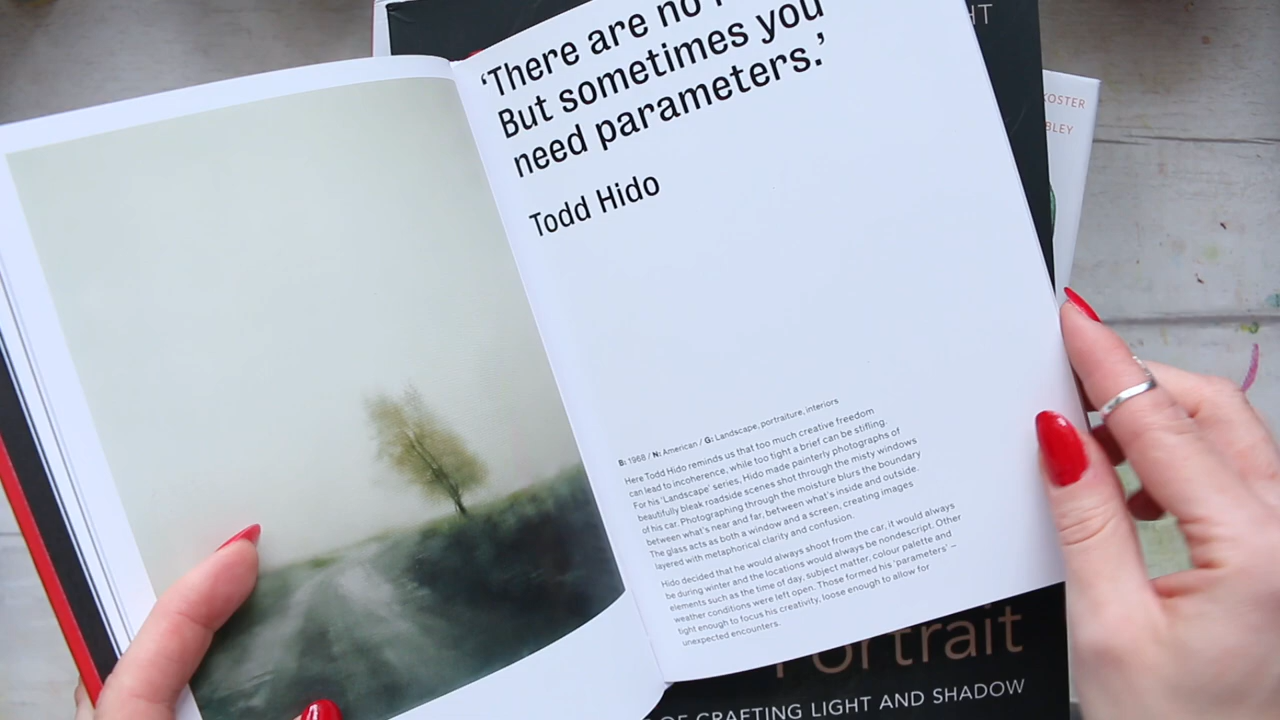 ‘There are no
But sometimes you
need parameters.’
Todd Hido
B: 1968 / N: American / G: Landscape, portraiture, interiors
Here Todd Hido reminds us that too much creative freedom
can lead to incoherence, while too tight a brief can be stifling.
For his ‘Landscape’ series, Hido made painterly photographs of
beautifully bleak roadside scenes shot through the misty windows
of his car. Photographing through the moisture blurs the boundary
between what’s near and far, between what’s inside and outside.
The glass acts as both a window and a screen, creating images
layered with metaphorical clarity and confusion.
Hido decided that he would always shoot from the car, it would always
be during winter and the locations would always be nondescript. Other
elements such as the time of day, subject matter, colour palette and
weather conditions were left open. Those formed his ‘parameters’ –
tight enough to focus his creativity, loose enough to allow for
unexpected encounters.
HT
KOSTER
BLEY
Portrait
OF CRAFTING LIGHT AND SHADOW